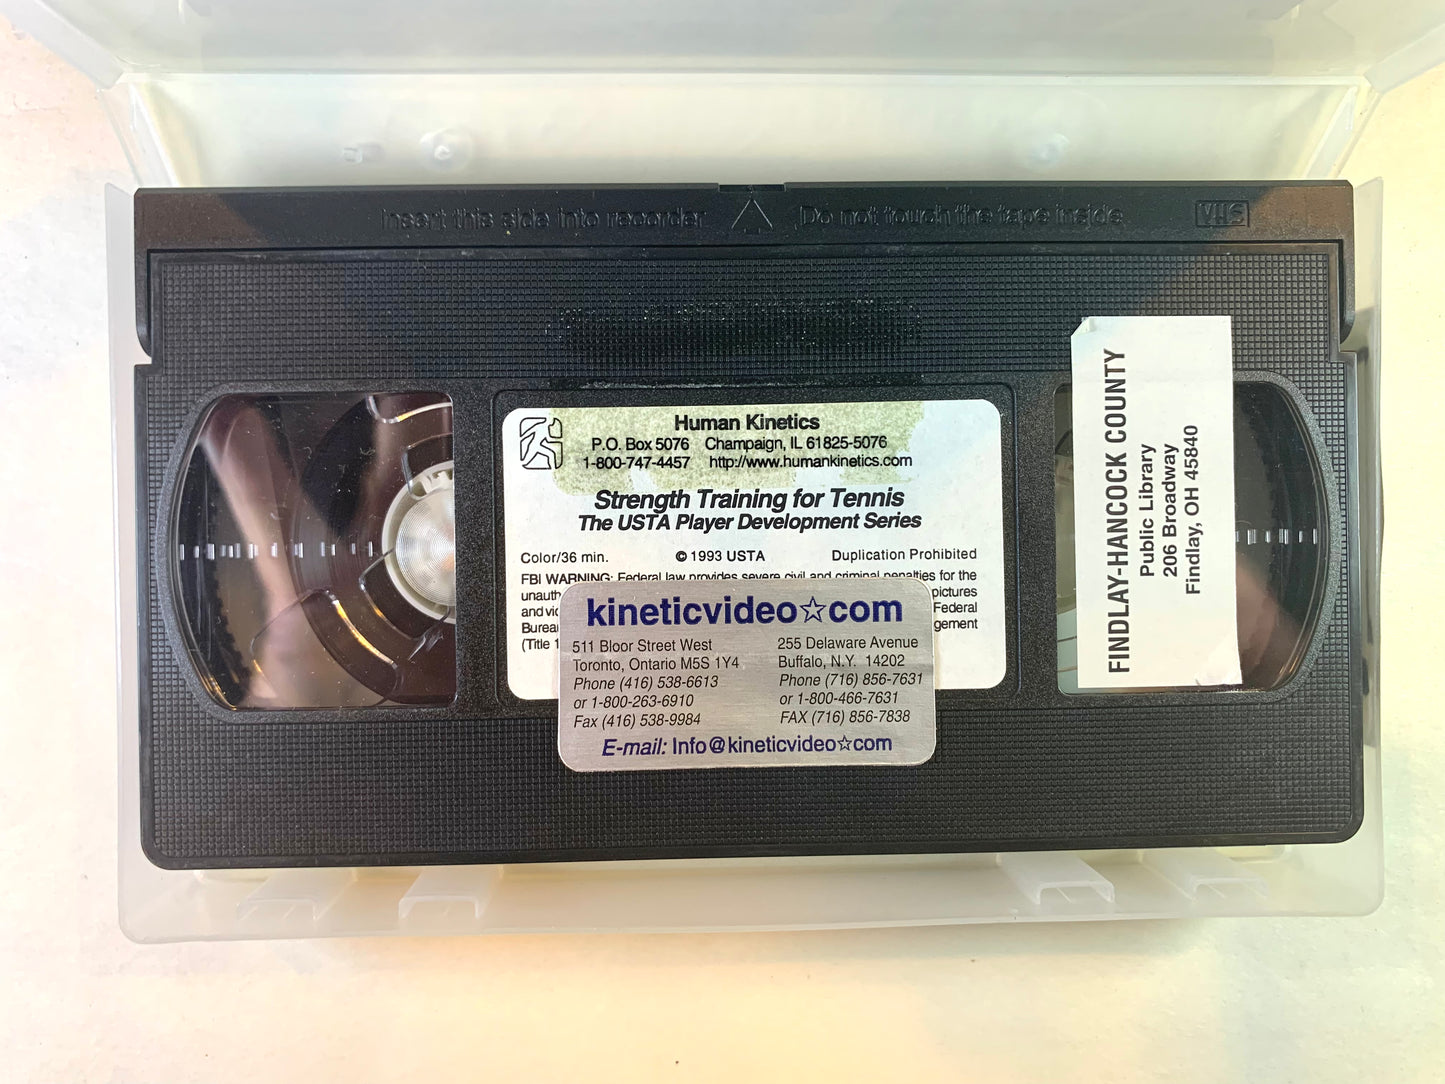 Insert this side into recorder
Do not touch the tape inside
VHS
Human Kinetics
P.O. Box 5076 Champaign, IL 61825-5076
1-800-747-4457 http://www.humankinetics.com
Strength Training for Tennis
The USTA Player Development Series
Color/36 min. © 1993 USTA Duplication Prohibited
FBI WARNING: Federal law provides severe civil and criminal penalties for the
pictures
Federal
(Title
kineticvideo☆com
511 Bloor Street West
Toronto, Ontario M5S 1Y4
Phone (416) 538-6613
or 1-800-263-6910
Fax (416) 538-9984
255 Delaware Avenue
Buffalo, N.Y. 14202
Phone (716) 856-7631
or 1-800-466-7631
FAX (716) 856-7838
E-mail: Info@kineticvideo☆com
FINDLAY-HANCOCK COUNTY
Public Library
206 Broadway
Findlay, OH 45840